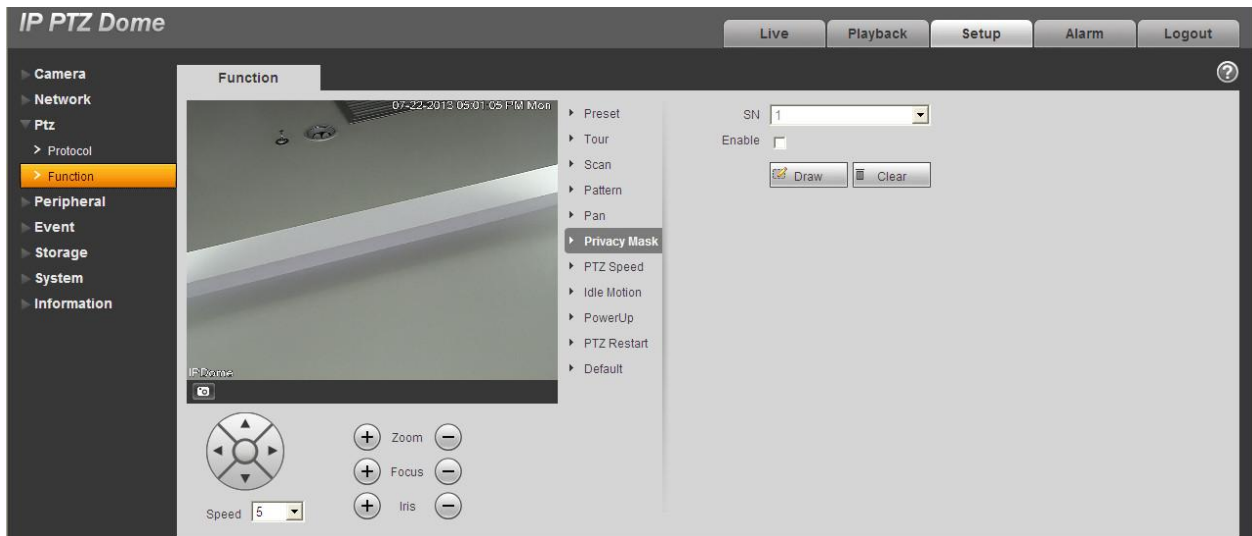 IP PTZ Dome
Live
Playback
Setup
Alarm
Logout
Camera
Network
Ptz
Protocol
Function
Peripheral
Event
Storage
System
Information
Function
07-22-2013 05:01:05 PM Mon
IP Dome
Speed 5
Zoom
Focus
Iris
Preset
Tour
Scan
Pattern
Pan
Privacy Mask
PTZ Speed
Idle Motion
PowerUp
PTZ Restart
Default
SN 1
Enable
Draw
Clear